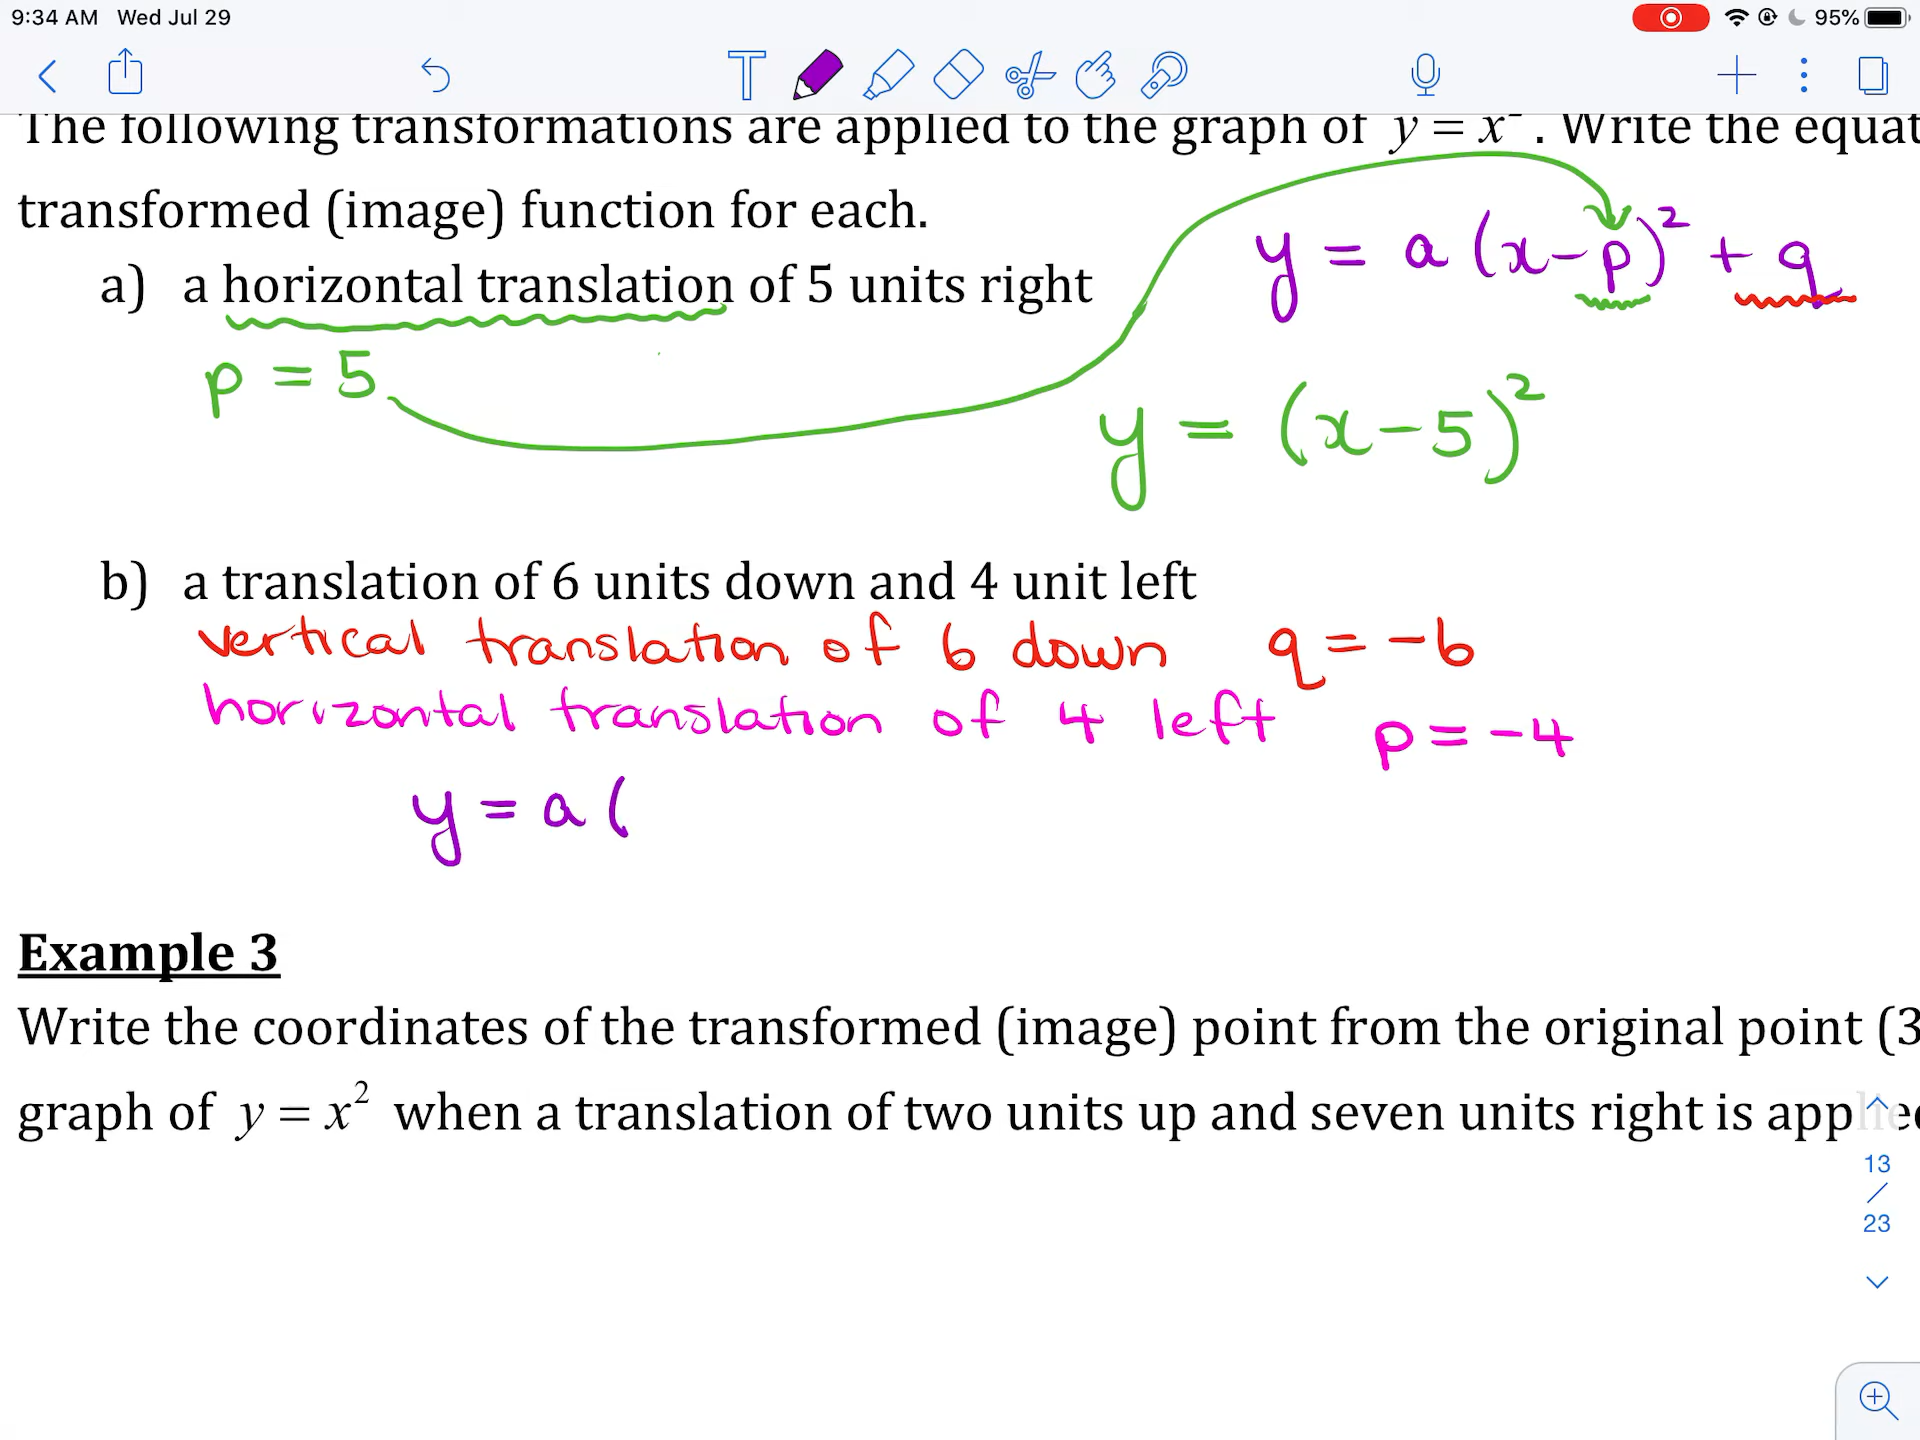 9:34 AM Wed Jul 29 95%
The following transformations are applied to the graph of y = x² . Write the equat
transformed (image) function for each.
y = a (x-p)² + q
a) a horizontal translation of 5 units right
p = 5
y = (x-5)²
b) a translation of 6 units down and 4 unit left
vertical translation of 6 down q = -6
horizontal translation of 4 left p = -4
y = a (
Example 3
Write the coordinates of the transformed (image) point from the original point (3
graph of y = x² when a translation of two units up and seven units right is applied
13
/
23